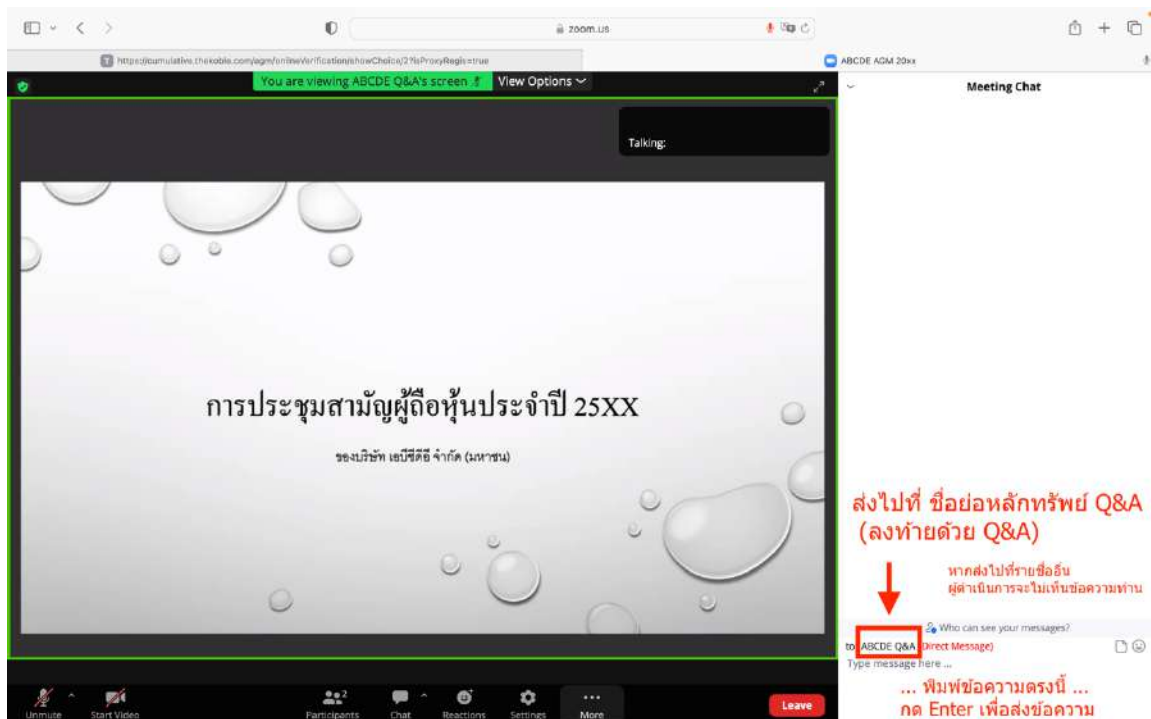 zoom.us
ABCDE AGM 20xx
You are viewing ABCDE Q&A's screen
View Options
Meeting Chat
Talking:
การประชุมสามัญผู้ถือหุ้นประจำปี 25XX
ของบริษัท เอบีซีดีอี จำกัด (มหาชน)
ส่งไปที่ ชื่อย่อหลักทรัพย์ Q&A
(ลงท้ายด้วย Q&A)
หากส่งไปที่รายชื่ออื่น
ผู้ดำเนินการจะไม่เห็นข้อความท่าน
Who can see your messages?
to ABCDE Q&A (Direct Message)
Type message here ...
... พิมพ์ข้อความตรงนี้ ...
กด Enter เพื่อส่งข้อความ
Unmute
Start Video
2
Participants
Chat
Reactions
Settings
More
Leave